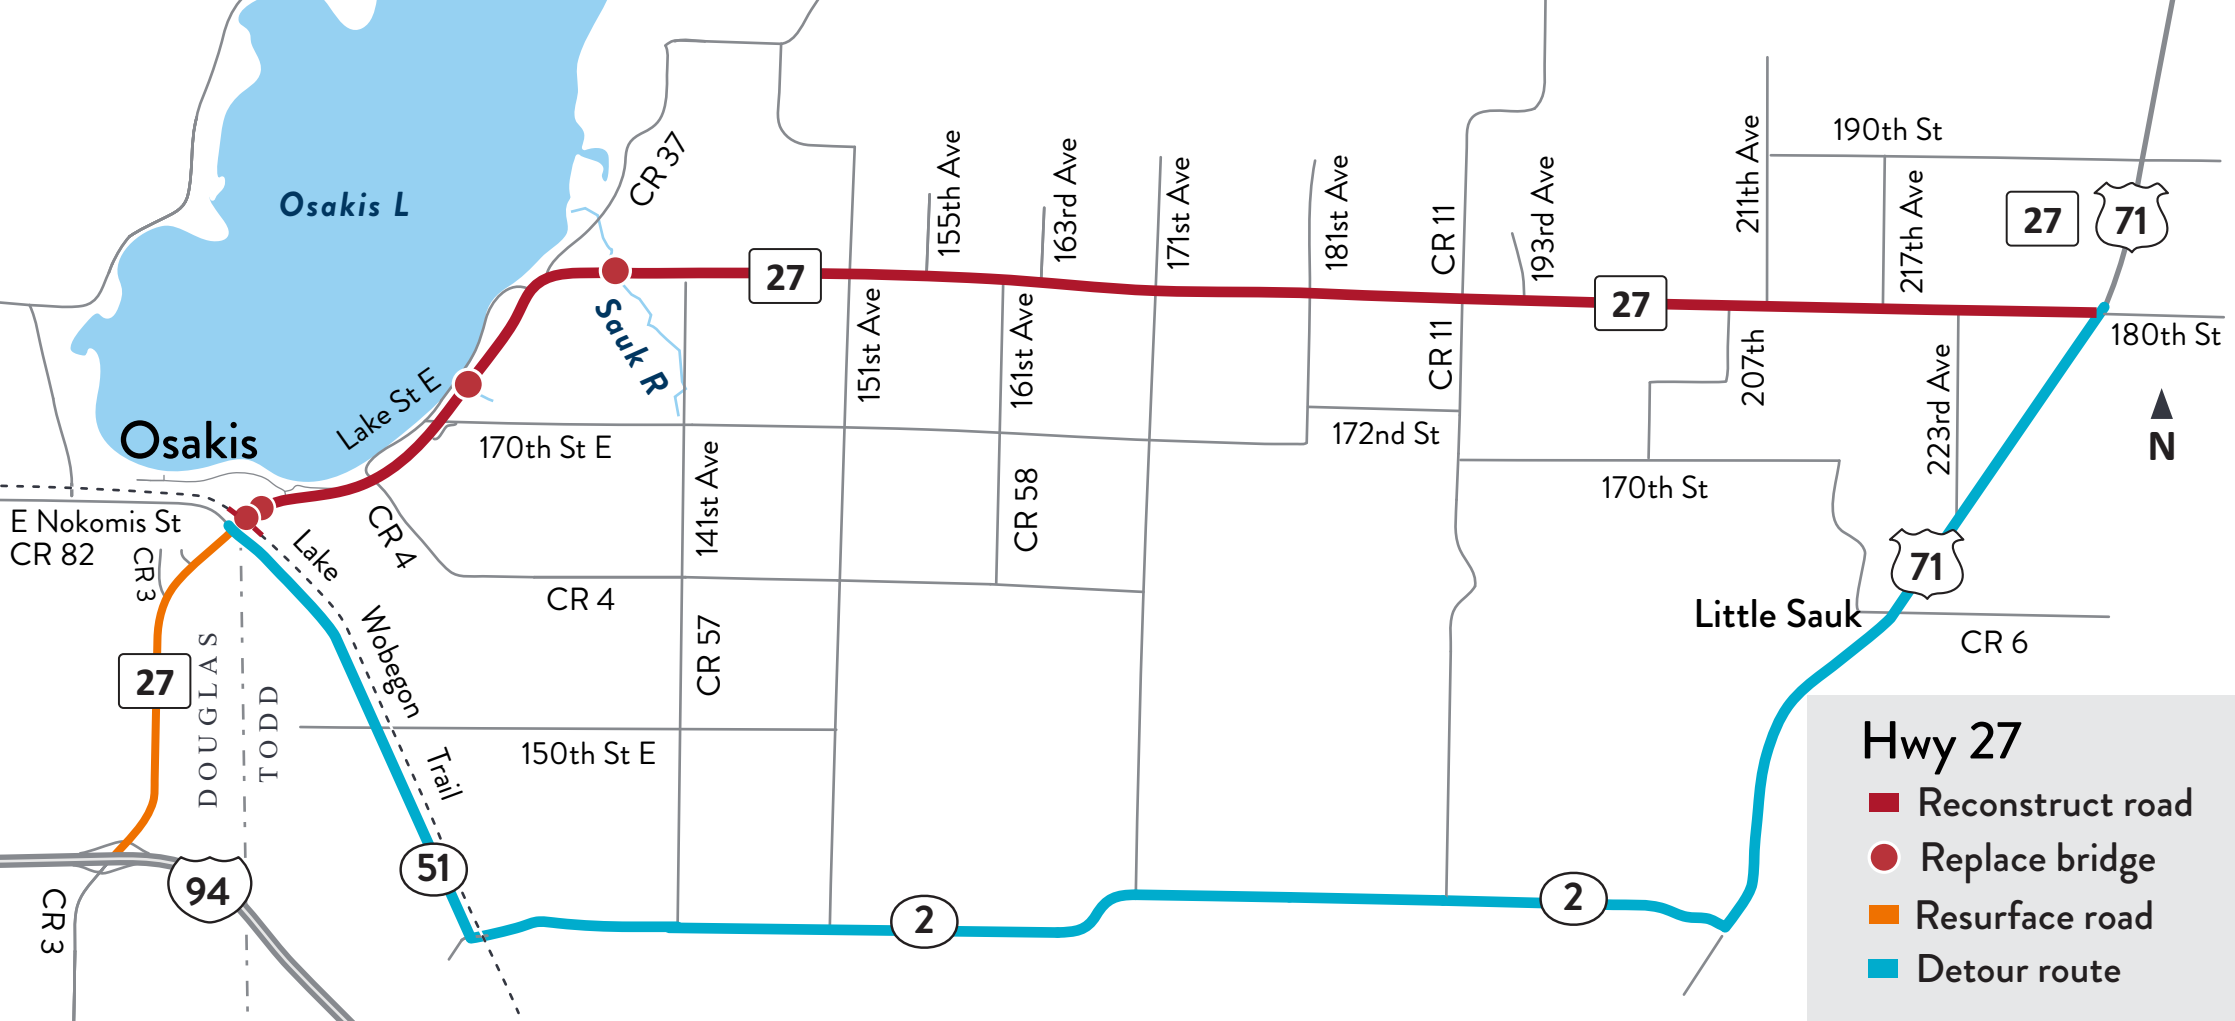 Osakis L
CR 37
155th Ave
163rd Ave
171st Ave
181st Ave
CR 11
193rd Ave
211th Ave
190th St
217th Ave
27
71
27
27
180th St
Sauk R
151st Ave
161st Ave
CR 11
207th
223rd Ave
N
Lake St E
Osakis
170th St E
172nd St
170th St
E Nokomis St
CR 82
CR 3
Lake
Wobegon
Trail
CR 4
141st Ave
CR 58
CR 4
CR 57
71
Little Sauk
CR 6
27
DOUGLAS
TODD
150th St E
51
2
2
94
CR 3
Hwy 27
Reconstruct road
Replace bridge
Resurface road
Detour route